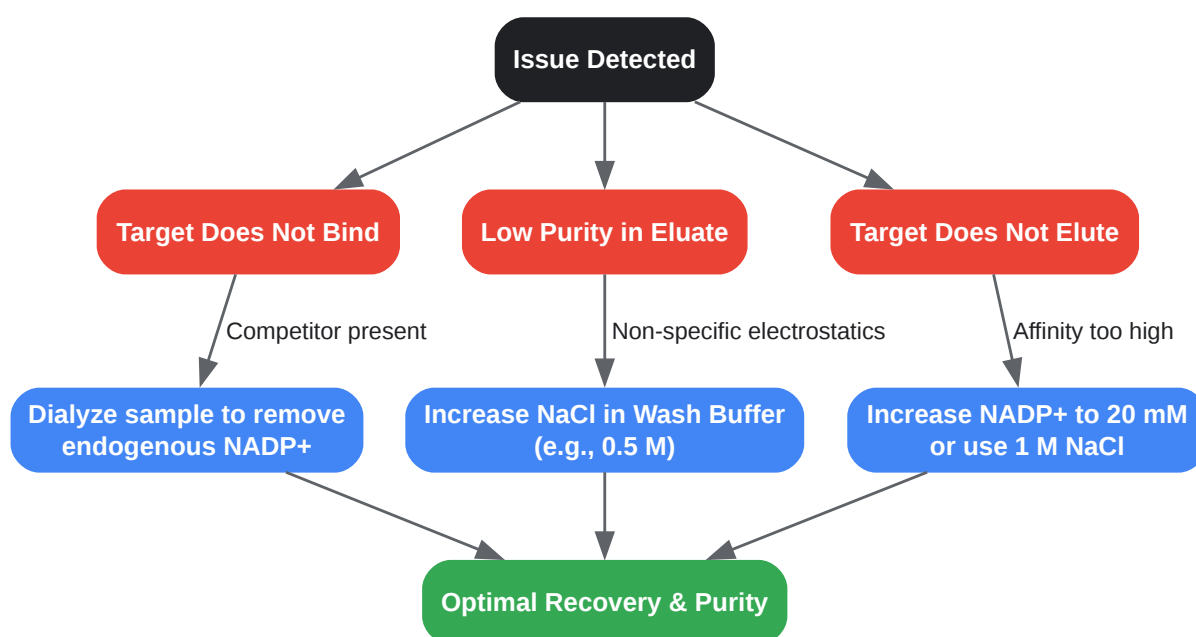 Issue Detected
Target Does Not Bind
Low Purity in Eluate
Target Does Not Elute
Competitor present
Non-specific electrostatics
Affinity too high
Dialyze sample to remove
endogenous NADP+
Increase NaCl in Wash Buffer
(e.g., 0.5 M)
Increase NADP+ to 20 mM
or use 1 M NaCl
Optimal Recovery & Purity